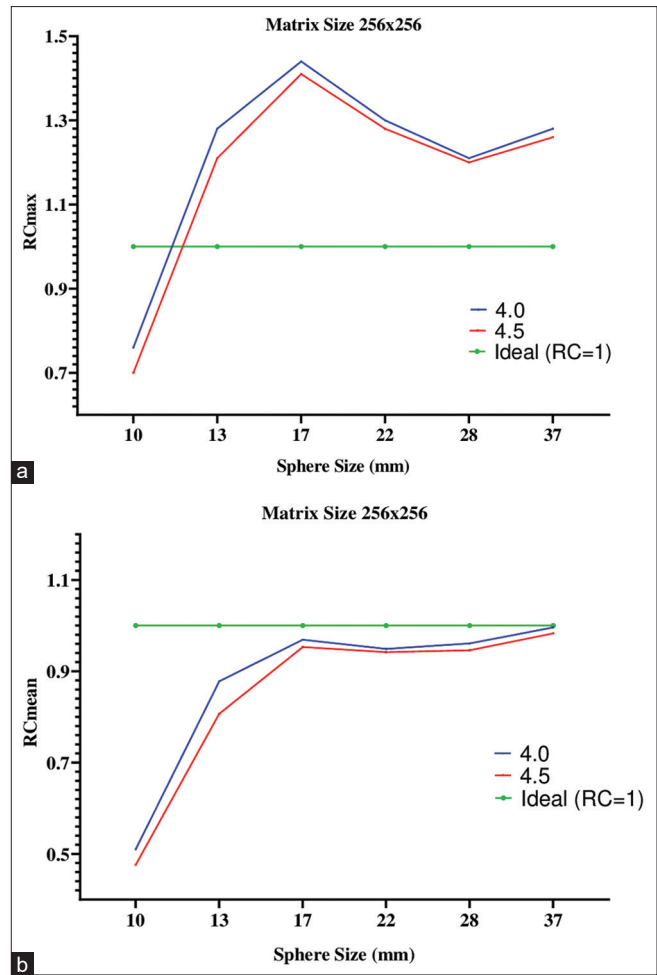 Matrix Size 256x256
1.5
1.3
1.1
0.9
0.7
RCmax
4.0
4.5
Ideal (RC=1)
10 13 17 22 28 37
Sphere Size (mm)
a
Matrix Size 256x256
1.1
0.9
0.7
0.5
RCmean
4.0
4.5
Ideal (RC=1)
10 13 17 22 28 37
Sphere Size (mm)
b